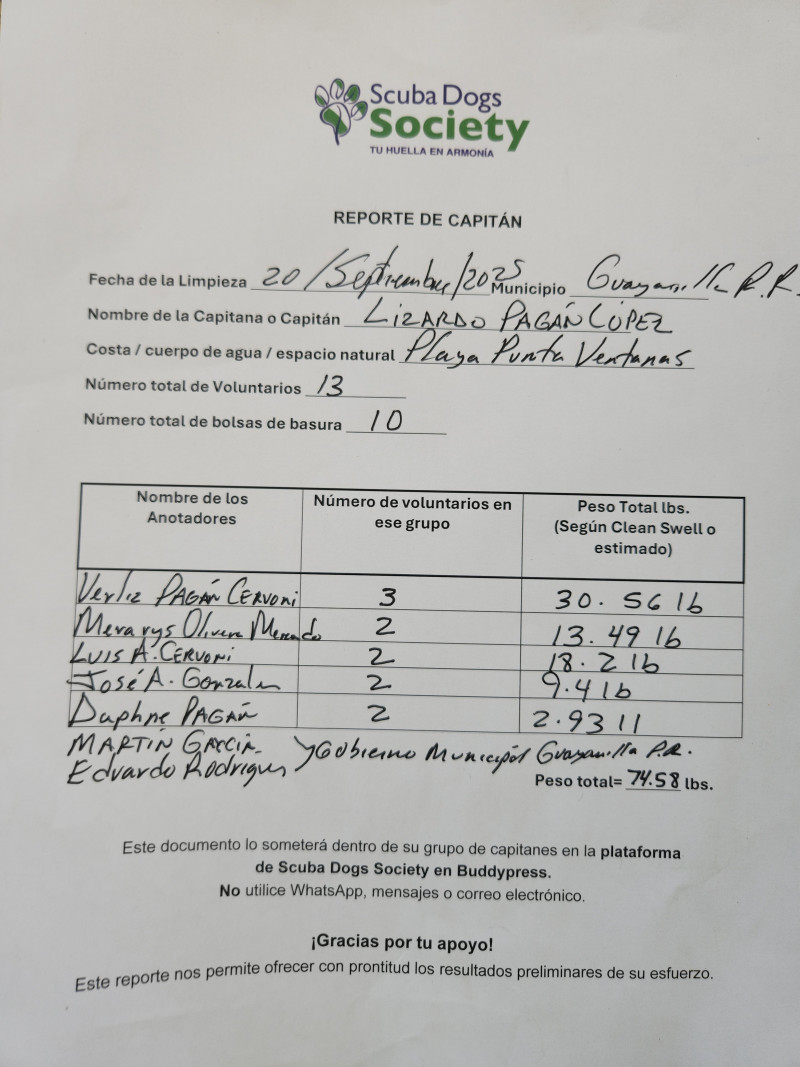 Scuba Dogs
Society
TU HUELLA EN ARMONÍA
REPORTE DE CAPITÁN
Fecha de la Limpieza 20/Septiembre/2025 Municipio Guayanilla P.R.
Nombre de la Capitana o Capitán LIZARDO PAGÁN LÓPEZ
Costa / cuerpo de agua / espacio natural Playa Punta Ventanas
Número total de Voluntarios 13
Número total de bolsas de basura 10
Nombre de los Anotadores Número de voluntarios en ese grupo Peso Total lbs. (Según Clean Swell o estimado)
Verliz PAGÁN CERVONI 3 30.56 lb
Merarys Olivera Mercado 2 13.49 lb
LUIS A. CERVONI 2 18.2 lb
José A. Gonzalez 2 9.4 lb
Daphne PAGÁN 2 2.93 11
MARTÍN GARCÍA y Gobierno Municipal Guayanilla P.R.
Eduardo Rodrigues
Peso total= 74.58 lbs.
Este documento lo someterá dentro de su grupo de capitanes en la plataforma
de Scuba Dogs Society en Buddypress.
No utilice WhatsApp, mensajes o correo electrónico.
¡Gracias por tu apoyo!
Este reporte nos permite ofrecer con prontitud los resultados preliminares de su esfuerzo.